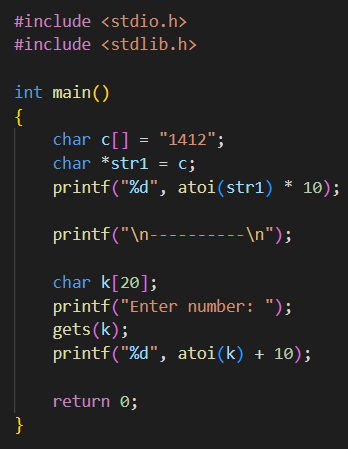 #include <stdio.h>
#include <stdlib.h>

int main()
{
    char c[] = "1412";
    char *str1 = c;
    printf("%d", atoi(str1) * 10);

    printf("\n----------\n");

    char k[20];
    printf("Enter number: ");
    gets(k);
    printf("%d", atoi(k) + 10);

    return 0;
}